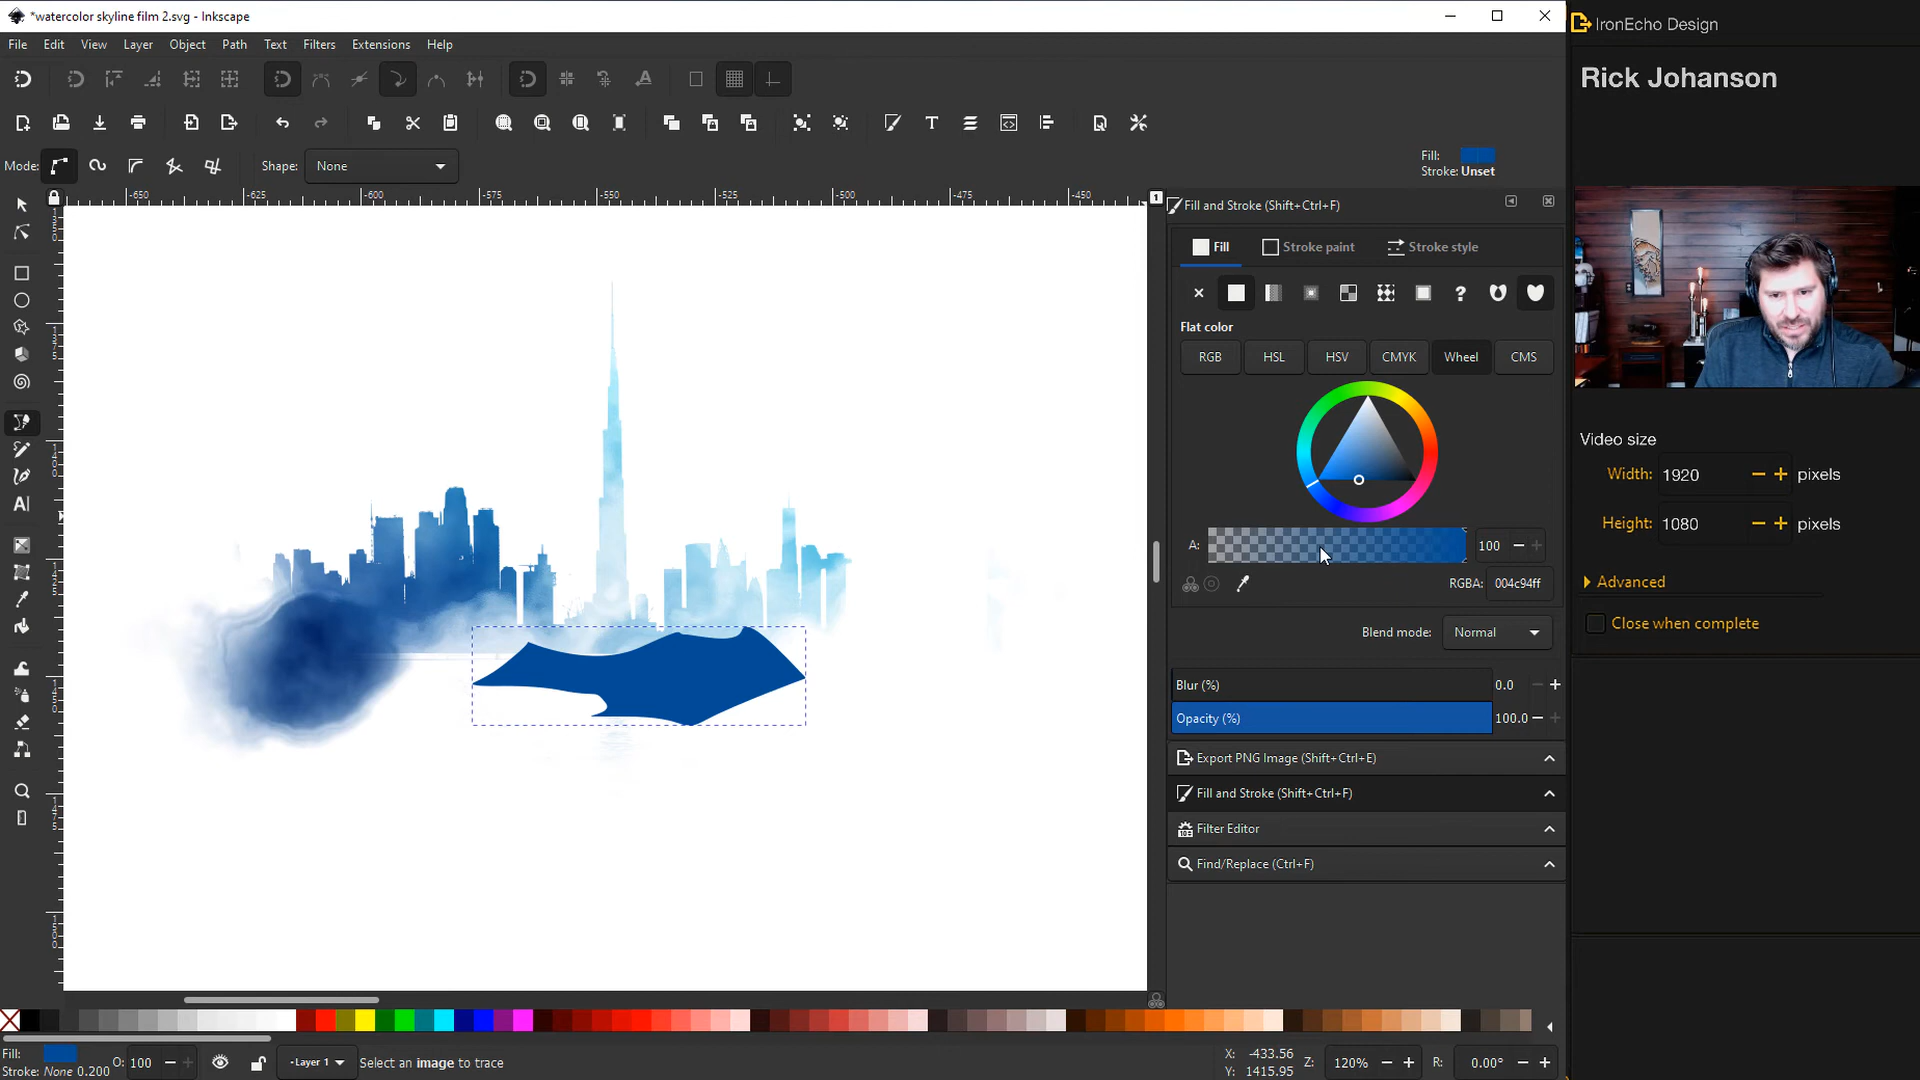 *watercolor skyline film 2.svg - Inkscape
File Edit View Layer Object Path Text Filters Extensions Help
Mode: Shape: None
Fill:
Stroke: Unset
-650 -625 -600 -575 -550 -525 -500 -475 -450
1
Fill and Stroke (Shift+Ctrl+F)
Fill Stroke paint Stroke style
Flat color
RGB HSL HSV CMYK Wheel CMS
A: 100
RGBA: 004c94ff
Blend mode: Normal
Blur (%) 0.0
Opacity (%) 100.0
Export PNG Image (Shift+Ctrl+E)
Fill and Stroke (Shift+Ctrl+F)
Filter Editor
Find/Replace (Ctrl+F)
Fill: O: 100 -Layer 1 Select an image to trace
Stroke: None 0.200
X: -433.56
Y: 1415.95
Z: 120% R: 0.00°
IronEcho Design
Rick Johanson
Video size
Width: 1920 pixels
Height: 1080 pixels
Advanced
Close when complete